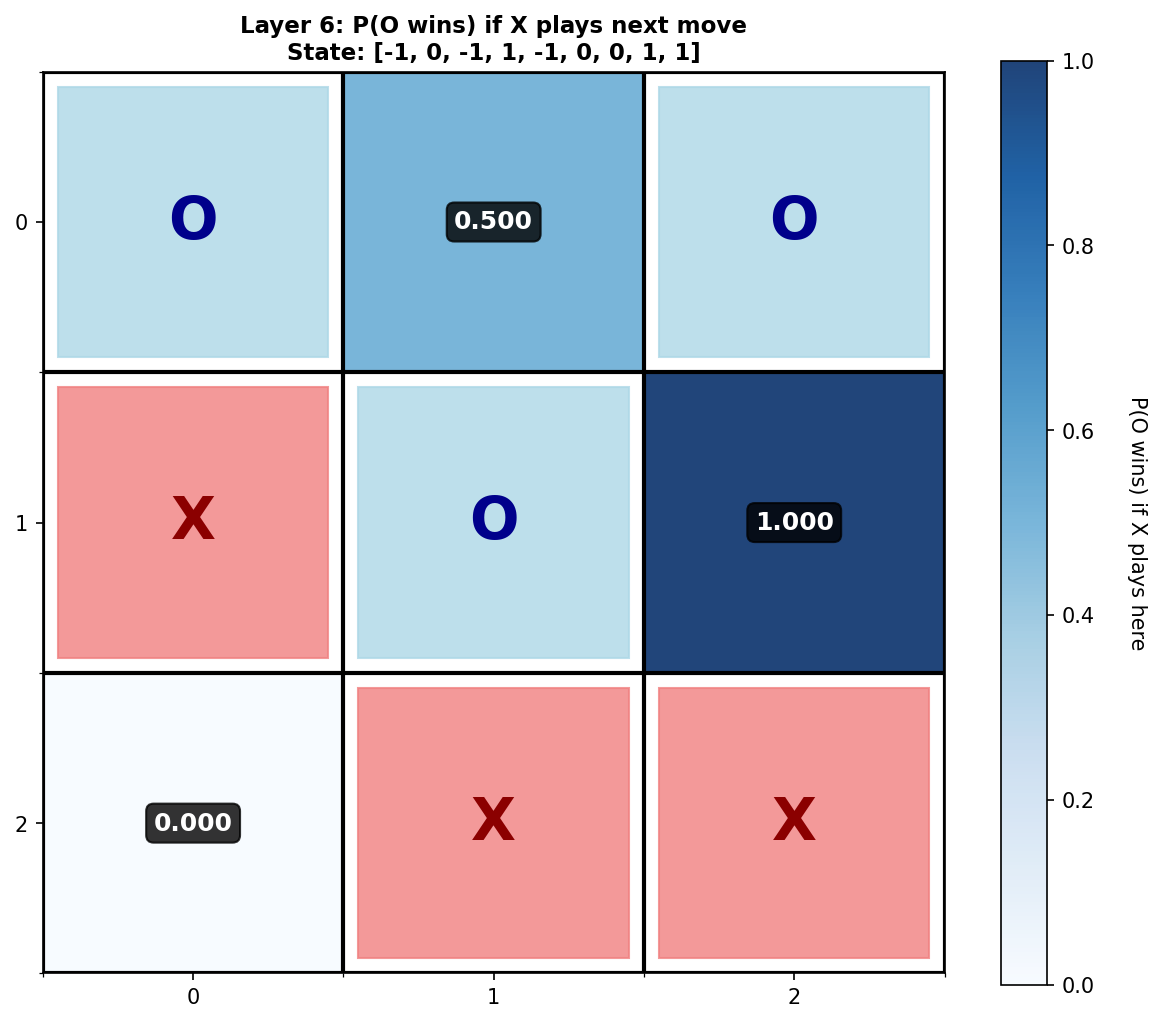 Layer 6: P(O wins) if X plays next move
State: [-1, 0, -1, 1, -1, 0, 0, 1, 1]
0
O
0.500
O
1
X
O
1.000
2
0.000
X
X
0
1
2
1.0
0.8
0.6
0.4
0.2
0.0
P(O wins) if X plays here